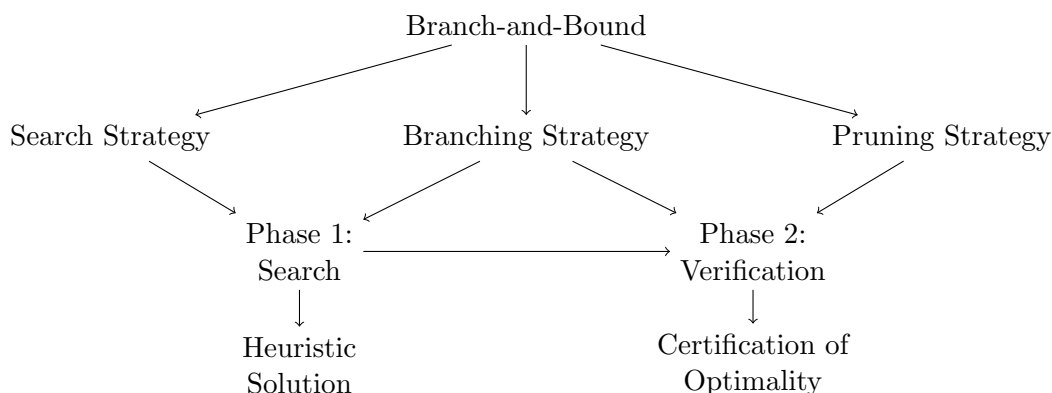 Branch-and-Bound
Search Strategy
Branching Strategy
Pruning Strategy
Phase 1:
Search
Phase 2:
Verification
Heuristic
Solution
Certification of
Optimality